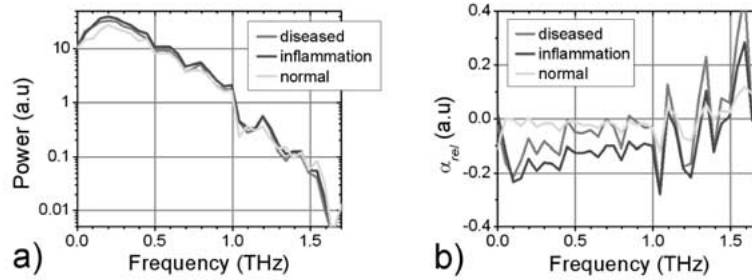 diseased
inflammation
normal
10
1
0.1
0.01
Power (a.u)
0.0
0.5
1.0
1.5
Frequency (THz)
a)
diseased
inflammation
normal
0.4
0.2
0.0
-0.2
-0.4
α_rel (a.u)
0.0
0.5
1.0
1.5
Frequency (THz)
b)